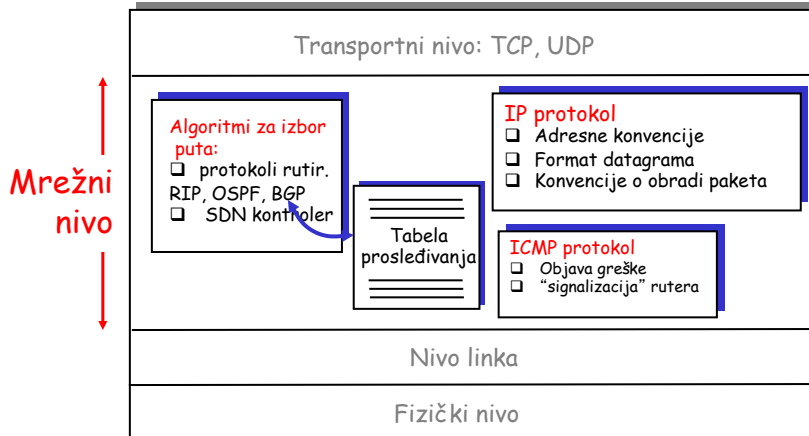 Transportni nivo: TCP, UDP
Mrežni
nivo
Algoritmi za izbor
puta:
❑ protokoli rutir.
RIP, OSPF, BGP
❑ SDN kontroler
Tabela
prosleđivanja
IP protokol
❑ Adresne konvencije
❑ Format datagrama
❑ Konvencije o obradi paketa
ICMP protokol
❑ Objava greške
❑ “signalizacija” rutera
Nivo linka
Fizički nivo